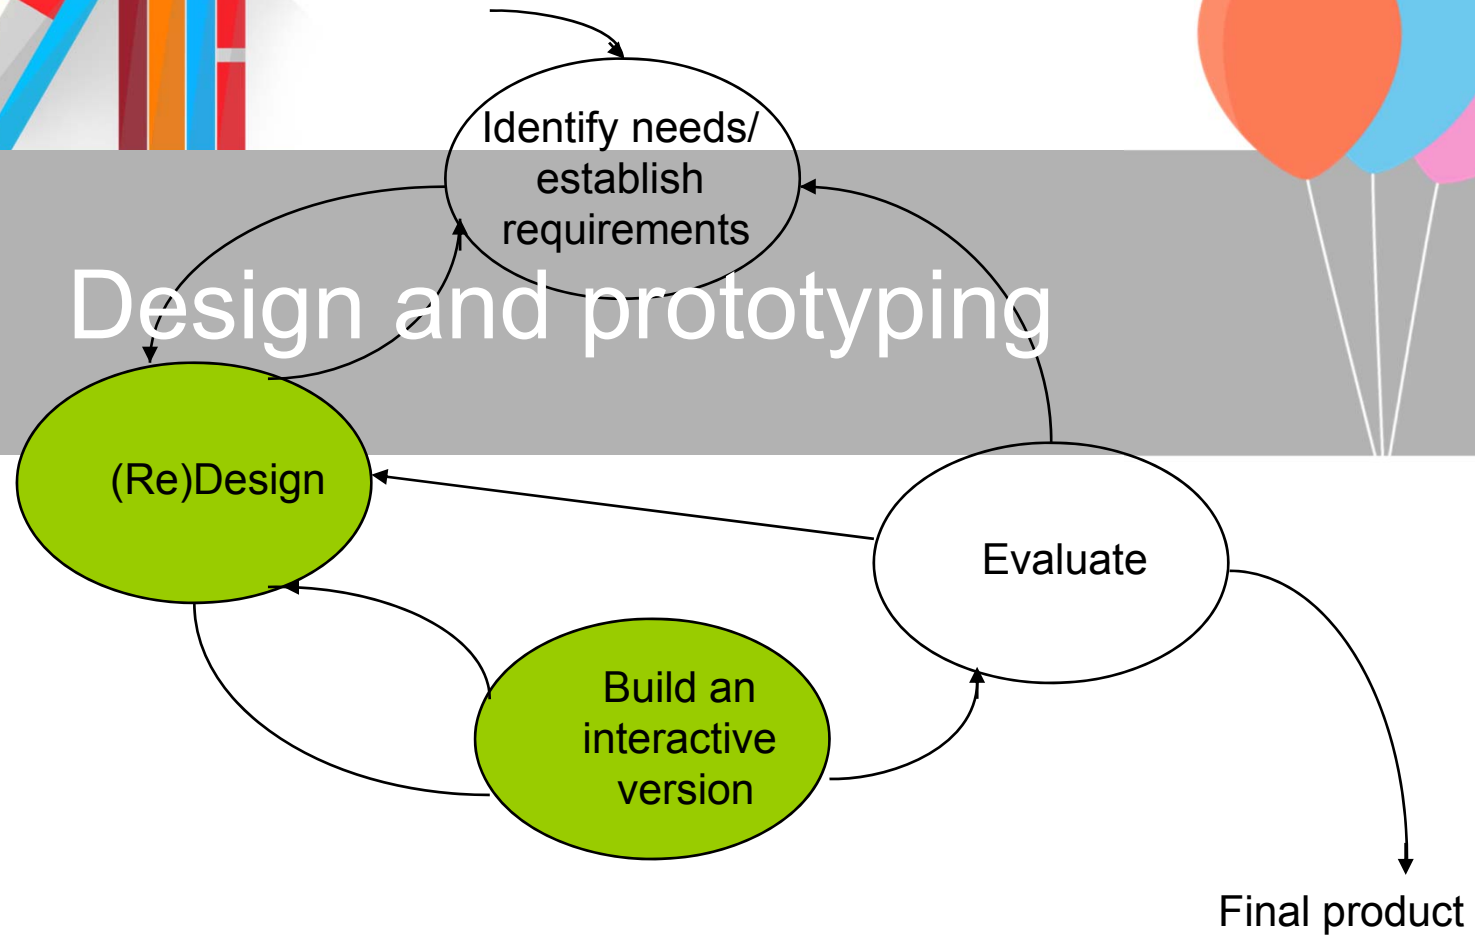 Identify needs/
establish
requirements
Design and prototyping
(Re)Design
Evaluate
Build an
interactive
version
Final product